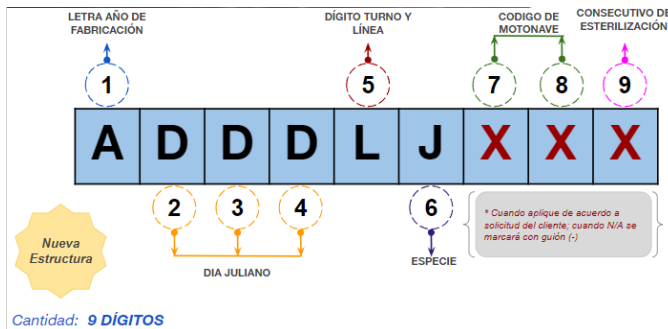 LETRA AÑO DE
FABRICACIÓN
DÍGITO TURNO Y
LÍNEA
CODIGO DE
MOTONAVE
CONSECUTIVO DE
ESTERILIZACIÓN
1
5
7
8
9
A D D D L J X X X
2
3
4
6
DIA JULIANO
ESPECIE
* Cuando aplique de acuerdo a
solicitud del cliente; cuando N/A se
marcará con guión (-)
Nueva
Estructura
Cantidad: 9 DÍGITOS